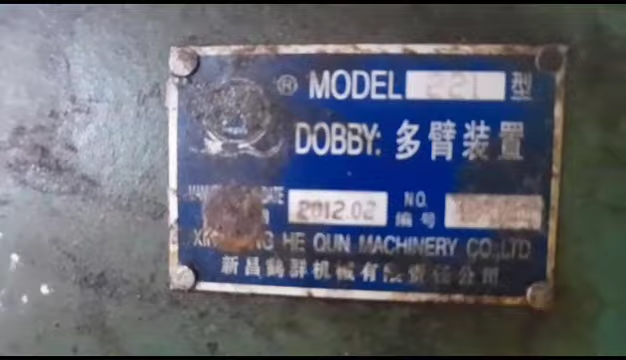 ® MODEL 221 型
DOBBY: 多臂装置
2012.02 NO.
编号
HE QUN MACHINERY CO.,LTD
新昌鹤群机械有限责任公司